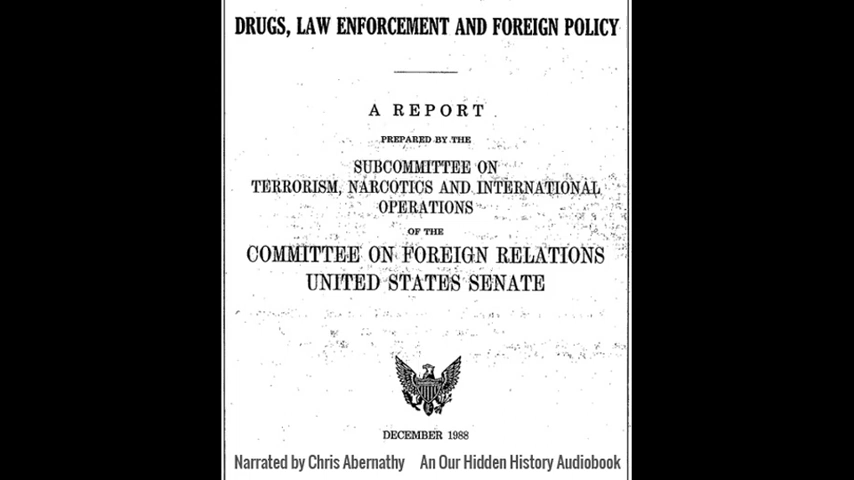 DRUGS, LAW ENFORCEMENT AND FOREIGN POLICY
A REPORT
PREPARED BY THE
SUBCOMMITTEE ON
TERRORISM, NARCOTICS AND INTERNATIONAL
OPERATIONS
OF THE
COMMITTEE ON FOREIGN RELATIONS
UNITED STATES SENATE
DECEMBER 1988
Narrated by Chris Abernathy An Our Hidden History Audiobook